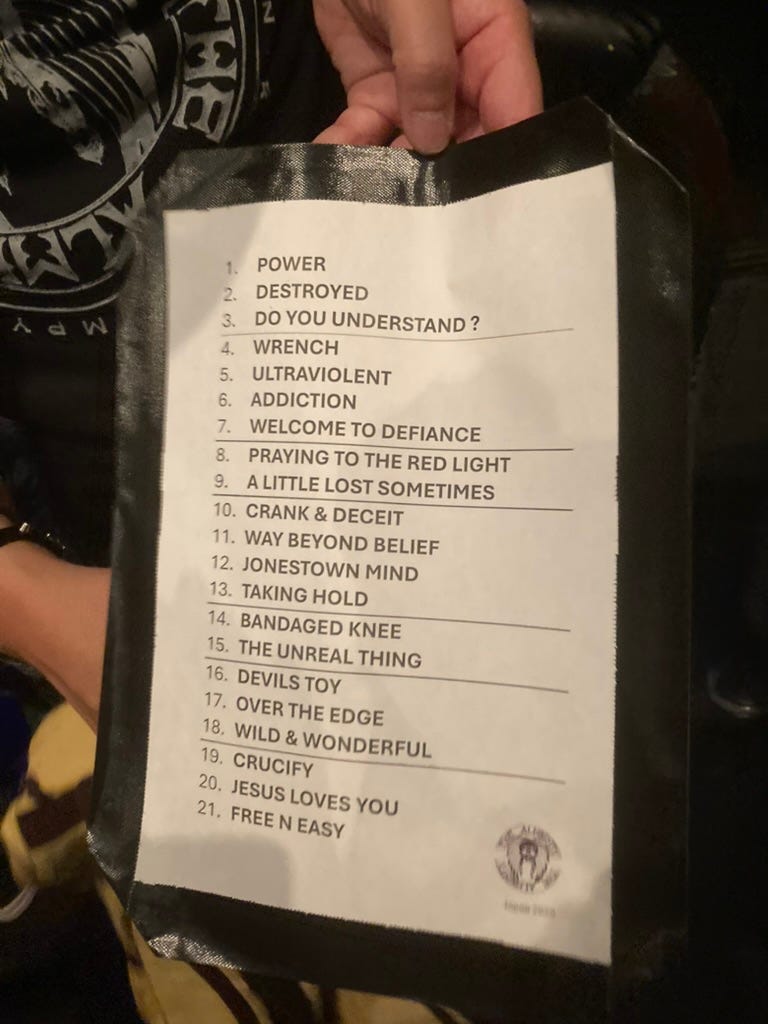 THE
ALMI
MPY
1. POWER
2. DESTROYED
3. DO YOU UNDERSTAND ?
4. WRENCH
5. ULTRAVIOLENT
6. ADDICTION
7. WELCOME TO DEFIANCE
8. PRAYING TO THE RED LIGHT
9. A LITTLE LOST SOMETIMES
10. CRANK & DECEIT
11. WAY BEYOND BELIEF
12. JONESTOWN MIND
13. TAKING HOLD
14. BANDAGED KNEE
15. THE UNREAL THING
16. DEVILS TOY
17. OVER THE EDGE
18. WILD & WONDERFUL
19. CRUCIFY
20. JESUS LOVES YOU
21. FREE N EASY